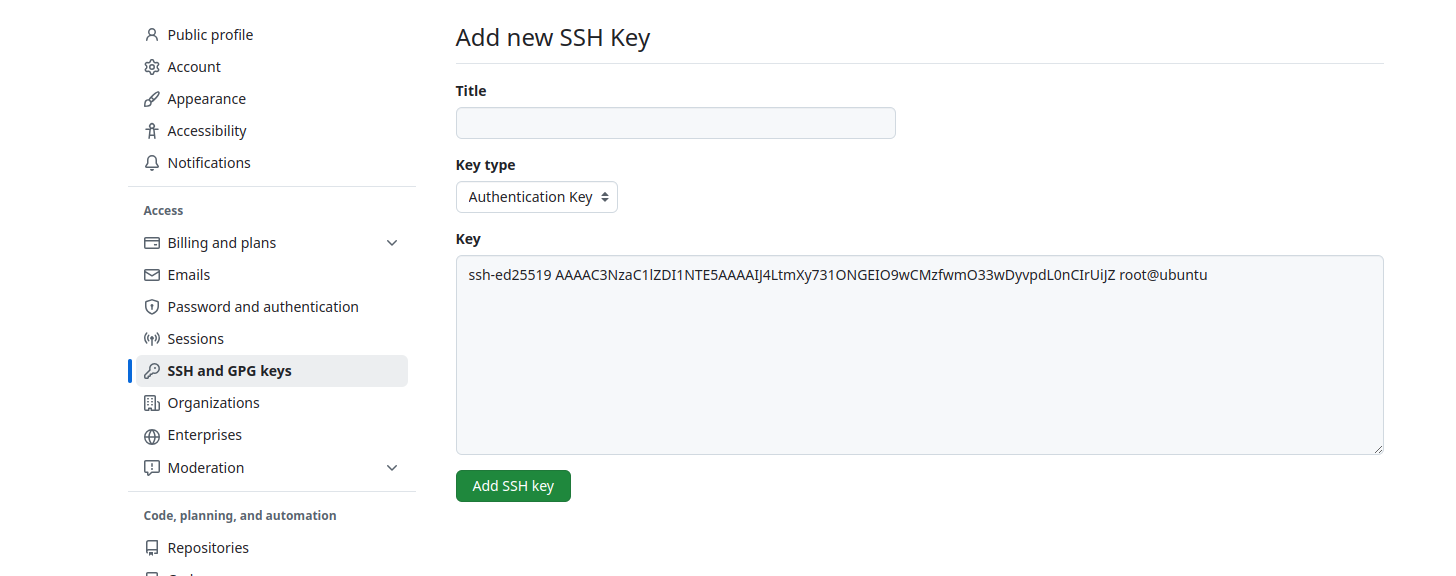 Public profile
Account
Appearance
Accessibility
Notifications
Access
Billing and plans
Emails
Password and authentication
Sessions
SSH and GPG keys
Organizations
Enterprises
Moderation
Code, planning, and automation
Repositories
Add new SSH Key
Title
Key type
Authentication Key
Key
ssh-ed25519 AAAAC3NzaC1lZDI1NTE5AAAAIJ4LtmXy731ONGEIO9wCMzfwmO33wDyvpdL0nCIrUiJZ root@ubuntu
Add SSH key